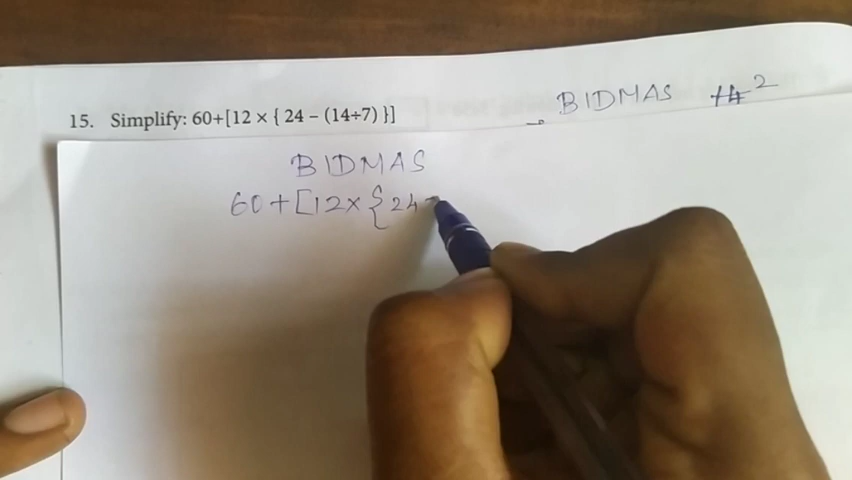 BIDMAS 14 2
15. Simplify: 60+[12 × { 24 – (14÷7) }]
BIDMAS
60+[12×{24-